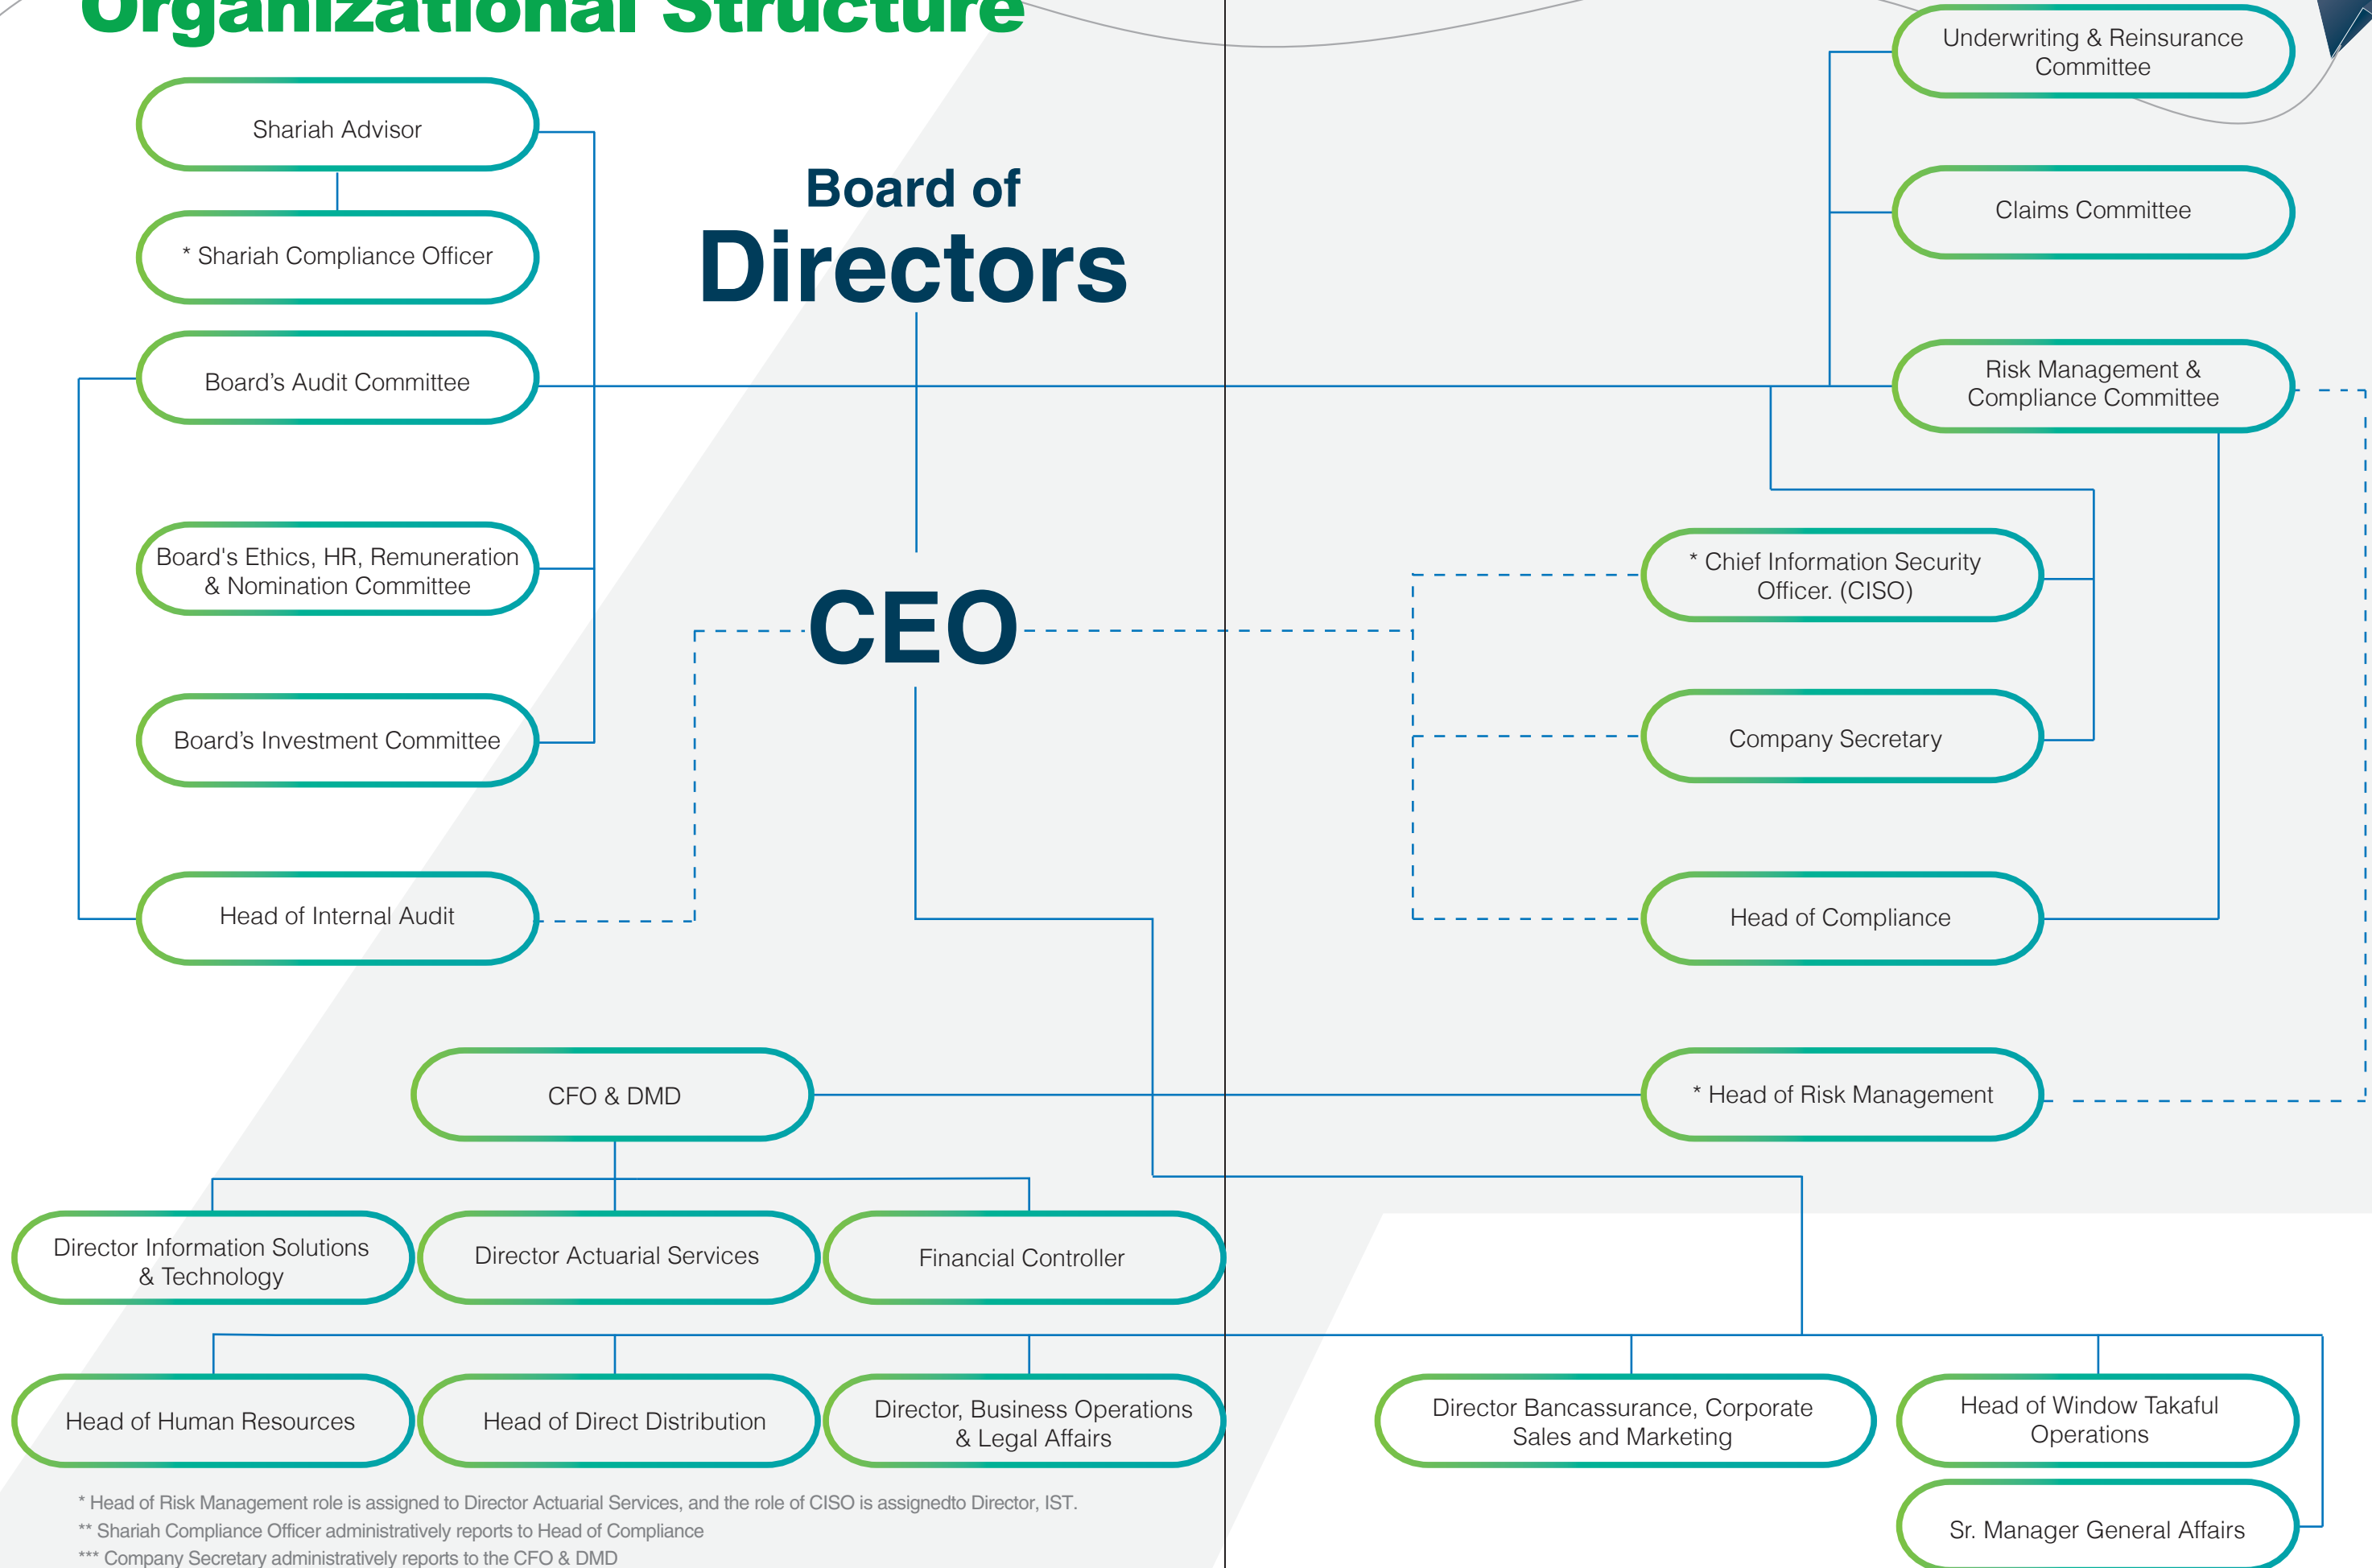 Organizational Structure
Shariah Advisor
* Shariah Compliance Officer
Board’s Audit Committee
Board's Ethics, HR, Remuneration
& Nomination Committee
Board’s Investment Committee
Head of Internal Audit
Board of
Directors
CEO
Underwriting & Reinsurance
Committee
Claims Committee
Risk Management &
Compliance Committee
* Chief Information Security
Officer. (CISO)
Company Secretary
Head of Compliance
CFO & DMD
* Head of Risk Management
Director Information Solutions
& Technology
Director Actuarial Services
Financial Controller
Head of Human Resources
Head of Direct Distribution
Director, Business Operations
& Legal Affairs
Director Bancassurance, Corporate
Sales and Marketing
Head of Window Takaful
Operations
Sr. Manager General Affairs
* Head of Risk Management role is assigned to Director Actuarial Services, and the role of CISO is assignedto Director, IST.
** Shariah Compliance Officer administratively reports to Head of Compliance
*** Company Secretary administratively reports to the CFO & DMD